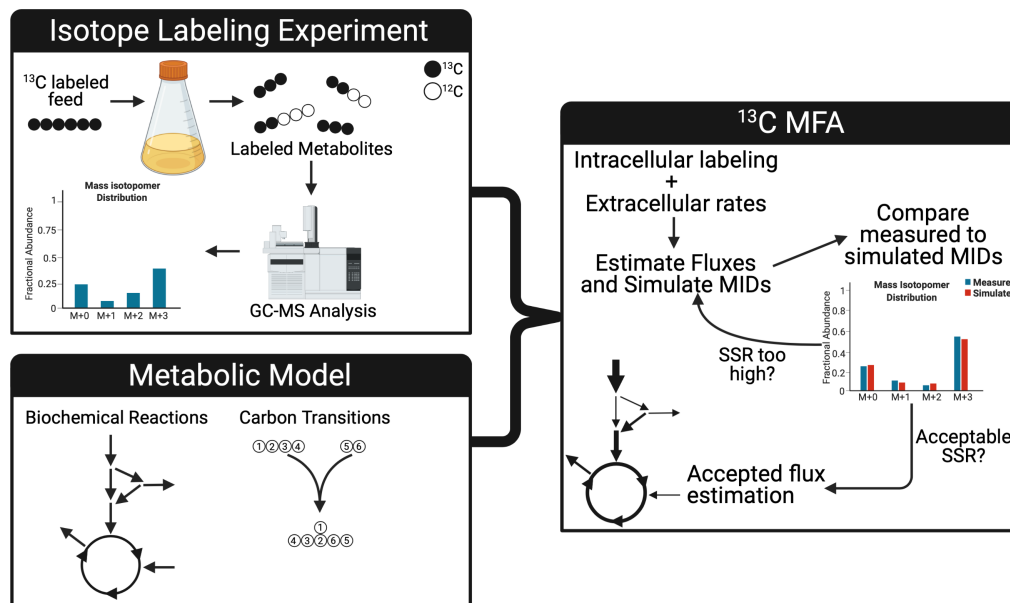 Isotope Labeling Experiment
¹³C labeled
feed
¹³C
¹²C
Labeled Metabolites
Mass isotopomer
Distribution
Fractional Abundance
1
0.75
0.5
0.25
0
M+0 M+1 M+2 M+3
GC-MS Analysis
Metabolic Model
Biochemical Reactions
Carbon Transitions
①②③④
⑤⑥
①
④③②⑥⑤
¹³C MFA
Intracellular labeling
+
Extracellular rates
Estimate Fluxes
and Simulate MIDs
Compare
measured to
simulated MIDs
Mass Isotopomer
Distribution
Measure
Simulate
Fractional Abundance
1
0.8
0.6
0.4
0.2
0
M+0 M+1 M+2 M+3
SSR too
high?
Acceptable
SSR?
Accepted flux
estimation